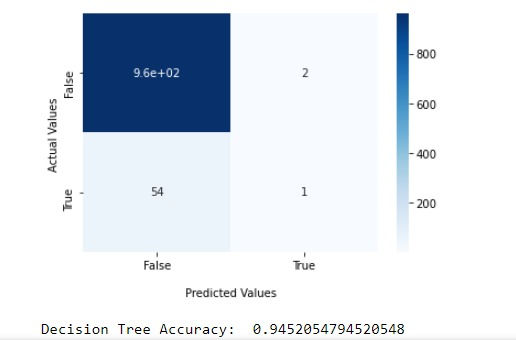 9.6e+02 2
54 1
False
True
Actual Values
False True
Predicted Values
800
600
400
200
Decision Tree Accuracy:  0.9452054794520548